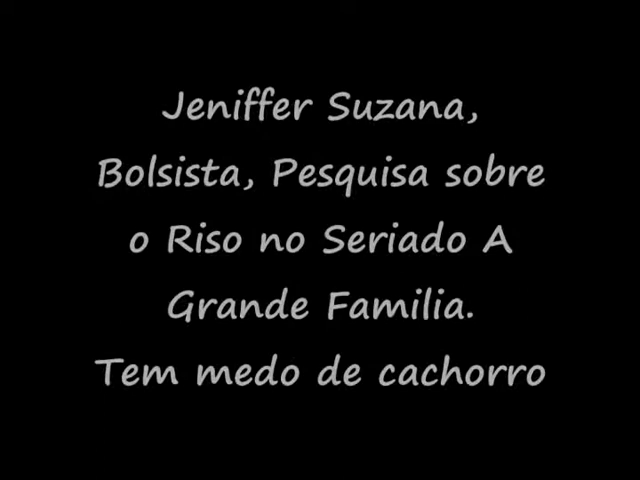 Jeniffer Suzana,
Bolsista, Pesquisa sobre
o Riso no Seriado A
Grande Familia.
Tem medo de cachorro